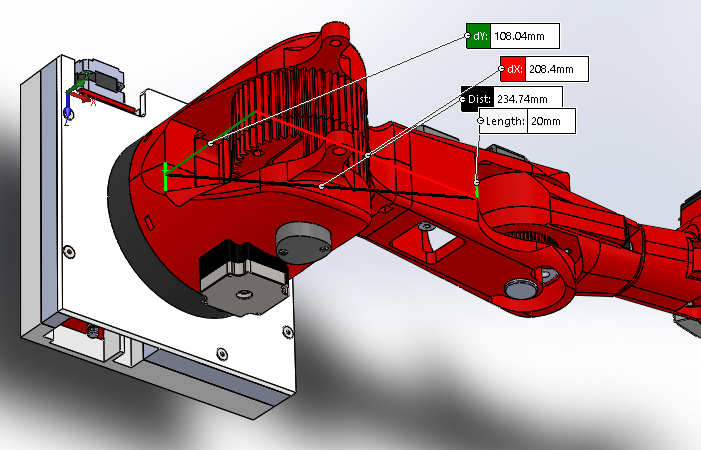 dY: 108.04mm
dX: 208.4mm
Dist: 234.74mm
Length: 20mm
X